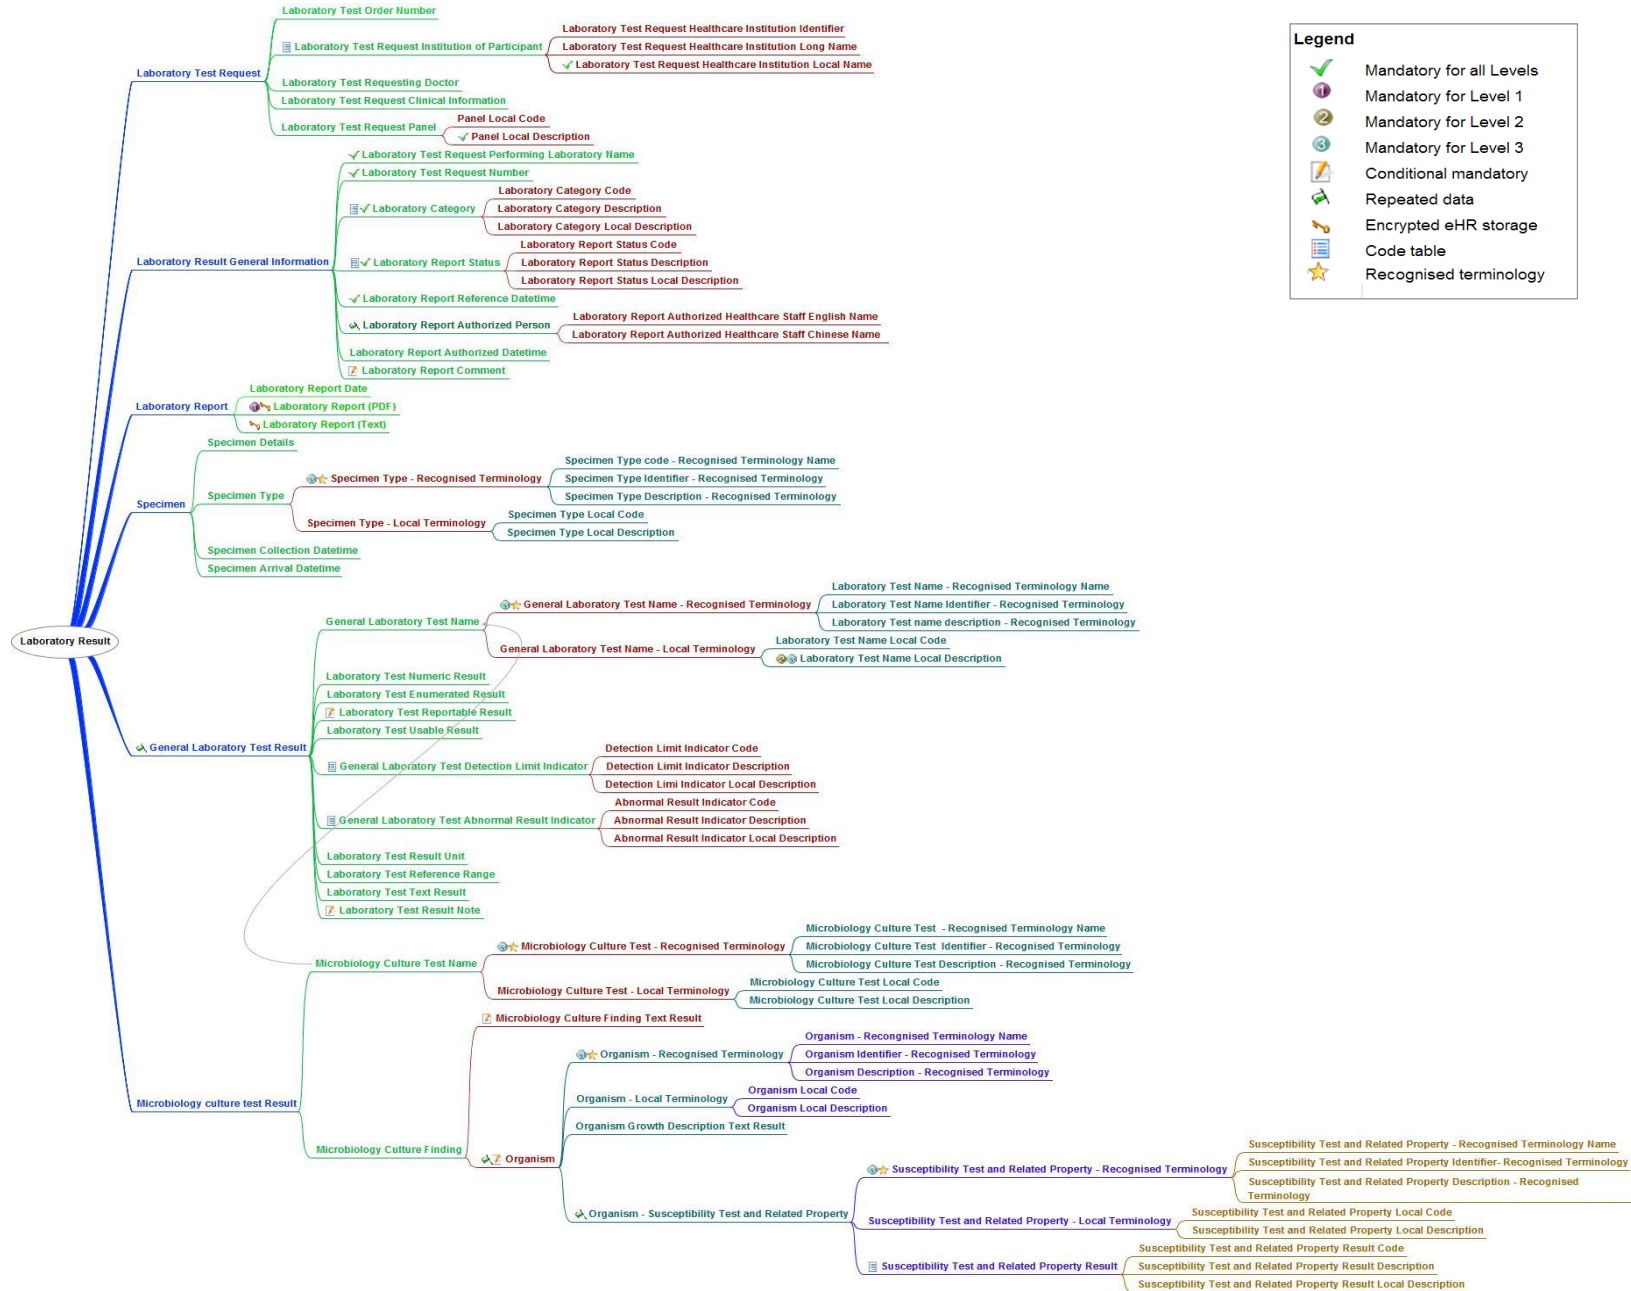 Laboratory Result
Laboratory Test Request
Laboratory Test Order Number
Laboratory Test Request Institution of Participant
Laboratory Test Request Healthcare Institution Identifier
Laboratory Test Request Healthcare Institution Long Name
Laboratory Test Request Healthcare Institution Local Name
Laboratory Test Requesting Doctor
Laboratory Test Request Clinical Information
Laboratory Test Request Panel
Panel Local Code
Panel Local Description
Laboratory Result General Information
Laboratory Test Request Performing Laboratory Name
Laboratory Test Request Number
Laboratory Category
Laboratory Category Code
Laboratory Category Description
Laboratory Category Local Description
Laboratory Report Status
Laboratory Report Status Code
Laboratory Report Status Description
Laboratory Report Status Local Description
Laboratory Report Reference Datetime
Laboratory Report Authorized Person
Laboratory Report Authorized Healthcare Staff English Name
Laboratory Report Authorized Healthcare Staff Chinese Name
Laboratory Report Authorized Datetime
Laboratory Report Comment
Laboratory Report
Laboratory Report Date
1 Laboratory Report (PDF)
Laboratory Report (Text)
Specimen
Specimen Details
Specimen Type
3 Specimen Type - Recognised Terminology
Specimen Type code - Recognised Terminology Name
Specimen Type Identifier - Recognised Terminology
Specimen Type Description - Recognised Terminology
Specimen Type - Local Terminology
Specimen Type Local Code
Specimen Type Local Description
Specimen Collection Datetime
Specimen Arrival Datetime
General Laboratory Test Result
General Laboratory Test Name
3 General Laboratory Test Name - Recognised Terminology
Laboratory Test Name - Recognised Terminology Name
Laboratory Test Name Identifier - Recognised Terminology
Laboratory Test name description - Recognised Terminology
General Laboratory Test Name - Local Terminology
Laboratory Test Name Local Code
2 3 Laboratory Test Name Local Description
Laboratory Test Numeric Result
Laboratory Test Enumerated Result
Laboratory Test Reportable Result
Laboratory Test Usable Result
General Laboratory Test Detection Limit Indicator
Detection Limit Indicator Code
Detection Limit Indicator Description
Detection Limi Indicator Local Description
General Laboratory Test Abnormal Result Indicator
Abnormal Result Indicator Code
Abnormal Result Indicator Description
Abnormal Result Indicator Local Description
Laboratory Test Result Unit
Laboratory Test Reference Range
Laboratory Test Text Result
Laboratory Test Result Note
Microbiology culture test Result
Microbiology Culture Test Name
3 Microbiology Culture Test - Recognised Terminology
Microbiology Culture Test  - Recognised Terminology Name
Microbiology Culture Test  Identifier - Recognised Terminology
Microbiology Culture Test Description - Recognised Terminology
Microbiology Culture Test - Local Terminology
Microbiology Culture Test Local Code
Microbiology Culture Test Local Description
Microbiology Culture Finding
Microbiology Culture Finding Text Result
Organism
3 Organism - Recognised Terminology
Organism - Recongnised Terminology Name
Organism Identifier - Recognised Terminology
Organism Description - Recognised Terminology
Organism - Local Terminology
Organism Local Code
Organism Local Description
Organism Growth Description Text Result
Organism - Susceptibility Test and Related Property
3 Susceptibility Test and Related Property - Recognised Terminology
Susceptibility Test and Related Property - Recognised Terminology Name
Susceptibility Test and Related Property Identifier- Recognised Terminology
Susceptibility Test and Related Property Description - Recognised
Terminology
Susceptibility Test and Related Property - Local Terminology
Susceptibility Test and Related Property Local Code
Susceptibility Test and Related Property Local Description
Susceptibility Test and Related Property Result
Susceptibility Test and Related Property Result Code
Susceptibility Test and Related Property Result Description
Susceptibility Test and Related Property Result Local Description
Legend
Mandatory for all Levels
1 Mandatory for Level 1
2 Mandatory for Level 2
3 Mandatory for Level 3
Conditional mandatory
Repeated data
Encrypted eHR storage
Code table
Recognised terminology